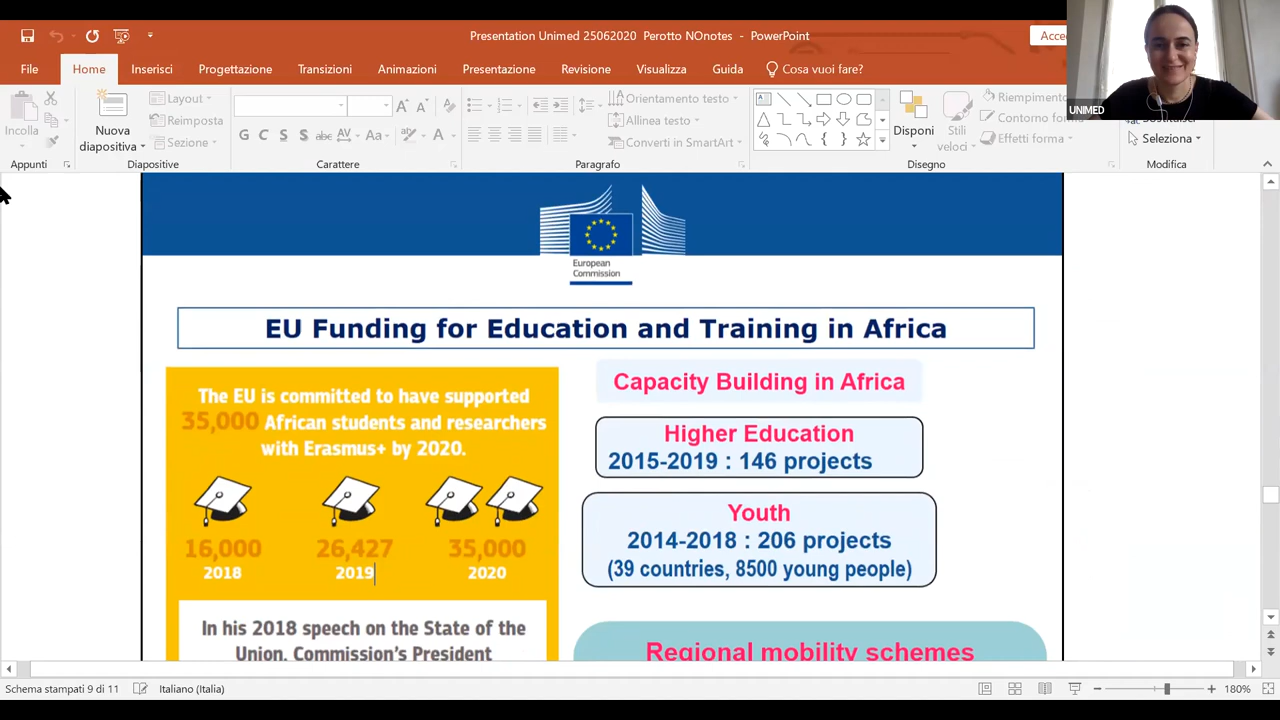 Presentation Unimed 25062020 Perotto NOnotes - PowerPoint
Acce
File
Home
Inserisci
Progettazione
Transizioni
Animazioni
Presentazione
Revisione
Visualizza
Guida
Cosa vuoi fare?
UNIMED
Incolla
Nuova
diapositiva
Layout
Reimposta
Sezione
G C S S abc AV Aa A
Orientamento testo
Allinea testo
Converti in SmartArt
Disponi
Stili
veloci
Riempimento
Contorno forma
Effetti forma
Sostituisci
Seleziona
Appunti
Diapositive
Carattere
Paragrafo
Disegno
Modifica
European
Commission
EU Funding for Education and Training in Africa
The EU is committed to have supported
35,000 African students and researchers
with Erasmus+ by 2020.
16,000 26,427 35,000
2018 2019 2020
In his 2018 speech on the State of the
Union, Commission's President
Capacity Building in Africa
Higher Education
2015-2019 : 146 projects
Youth
2014-2018 : 206 projects
(39 countries, 8500 young people)
Regional mobility schemes
Schema stampati 9 di 11
Italiano (Italia)
180%